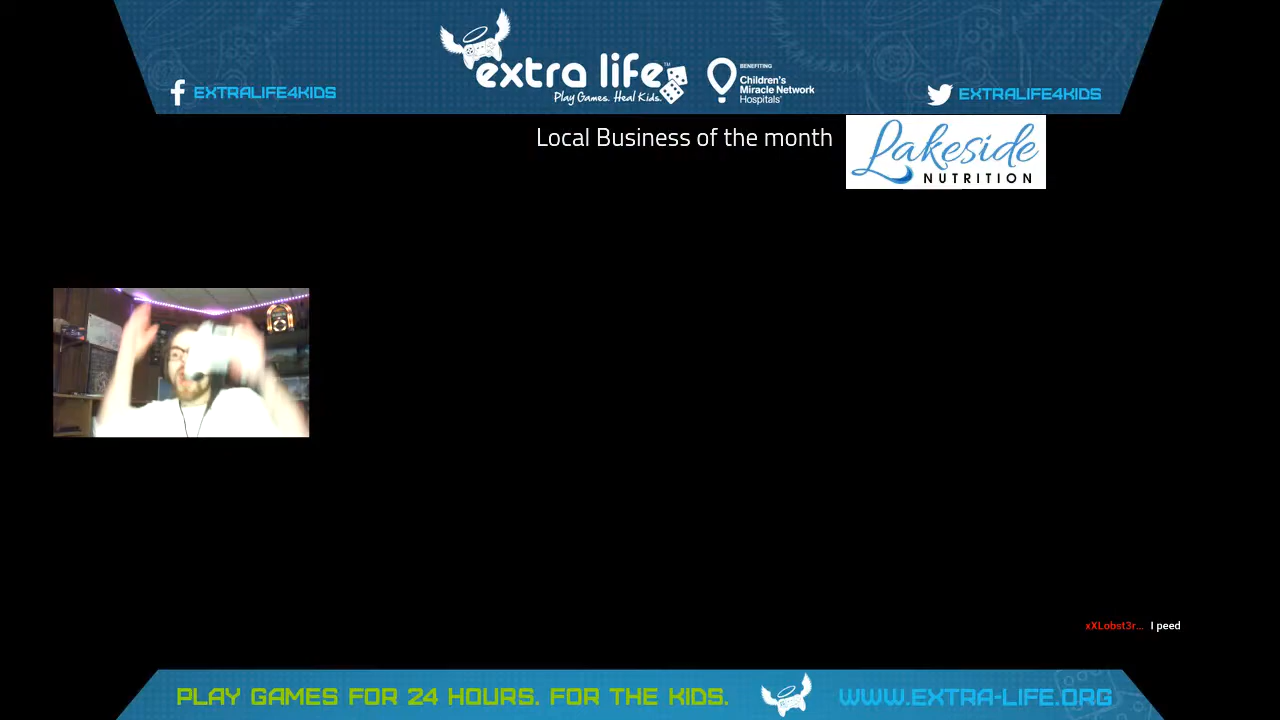 extra life™
Play Games. Heal Kids.
BENEFITING
Children's
Miracle Network
Hospitals
EXTRALIFE4KIDS
EXTRALIFE4KIDS
Local Business of the month
Lakeside
NUTRITION
xXLobst3r... I peed
PLAY GAMES FOR 24 HOURS. FOR THE KIDS.
WWW.EXTRA-LIFE.ORG